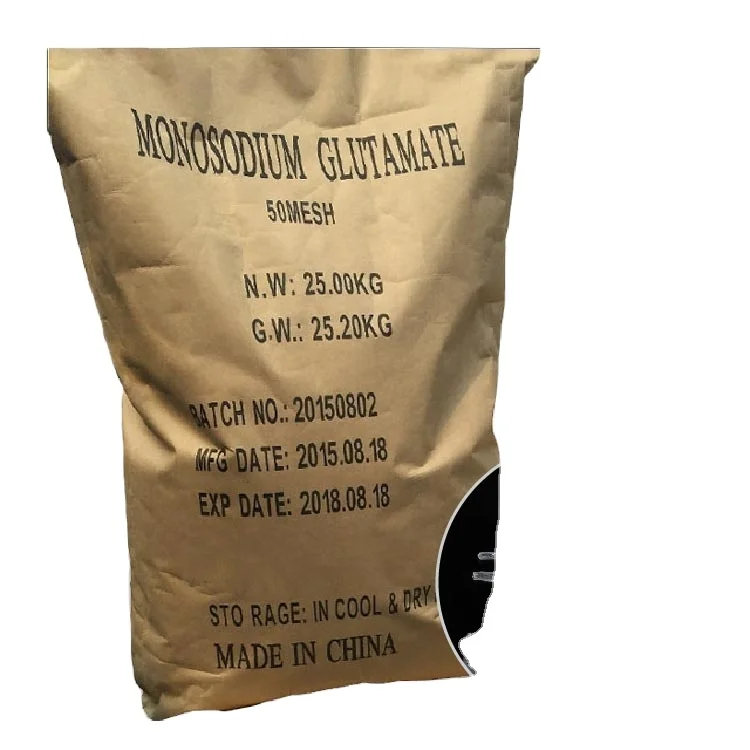 MONOSODIUM GLUTAMATE
50MESH
N.W: 25.00KG
G.W.: 25.20KG
BATCH NO.: 20150802
MFG DATE: 2015.08.18
EXP DATE: 2018.08.18
STO RAGE: IN COOL & DRY
MADE IN CHINA